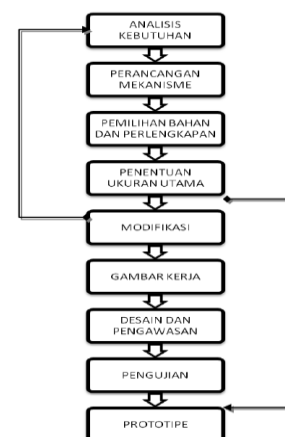 ANALISIS
KEBUTUHAN
PERANCANGAN
MEKANISME
PEMILIHAN BAHAN
DAN PERLENGKAPAN
PENENTUAN
UKURAN UTAMA
MODIFIKASI
GAMBAR KERJA
DESAIN DAN
PENGAWASAN
PENGUJIAN
PROTOTIPE